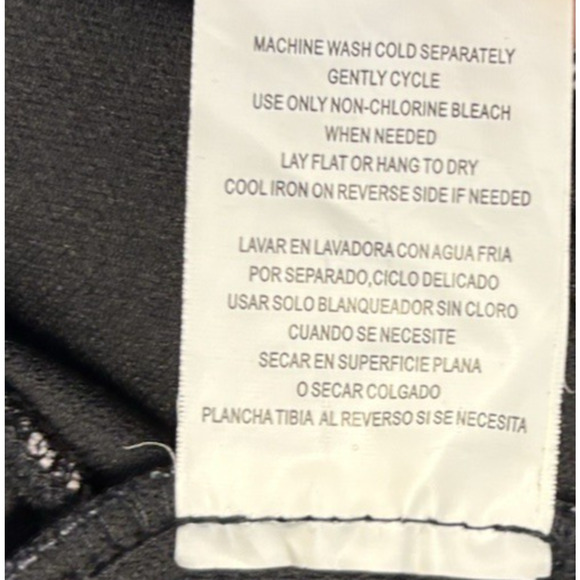 MACHINE WASH COLD SEPARATELY
GENTLY CYCLE
USE ONLY NON-CHLORINE BLEACH
WHEN NEEDED
LAY FLAT OR HANG TO DRY
COOL IRON ON REVERSE SIDE IF NEEDED
LAVAR EN LAVADORA CON AGUA FRIA
POR SEPARADO,CICLO DELICADO
USAR SOLO BLANQUEADOR SIN CLORO
CUANDO SE NECESITE
SECAR EN SUPERFICIE PLANA
O SECAR COLGADO
PLANCHA TIBIA AL REVERSO SI SE NECESITA